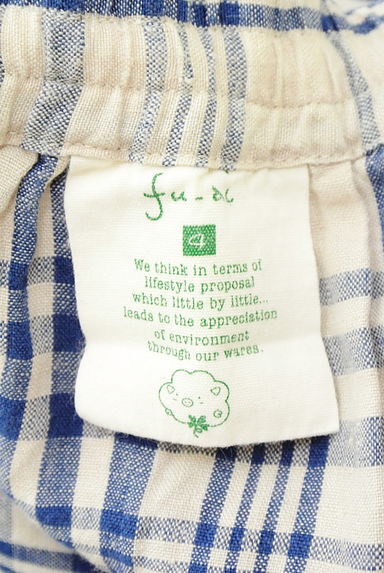 fu-al
4
We think in terms of
lifestyle proposal
which little by little...
leads to the appreciation
of environment
through our wares.